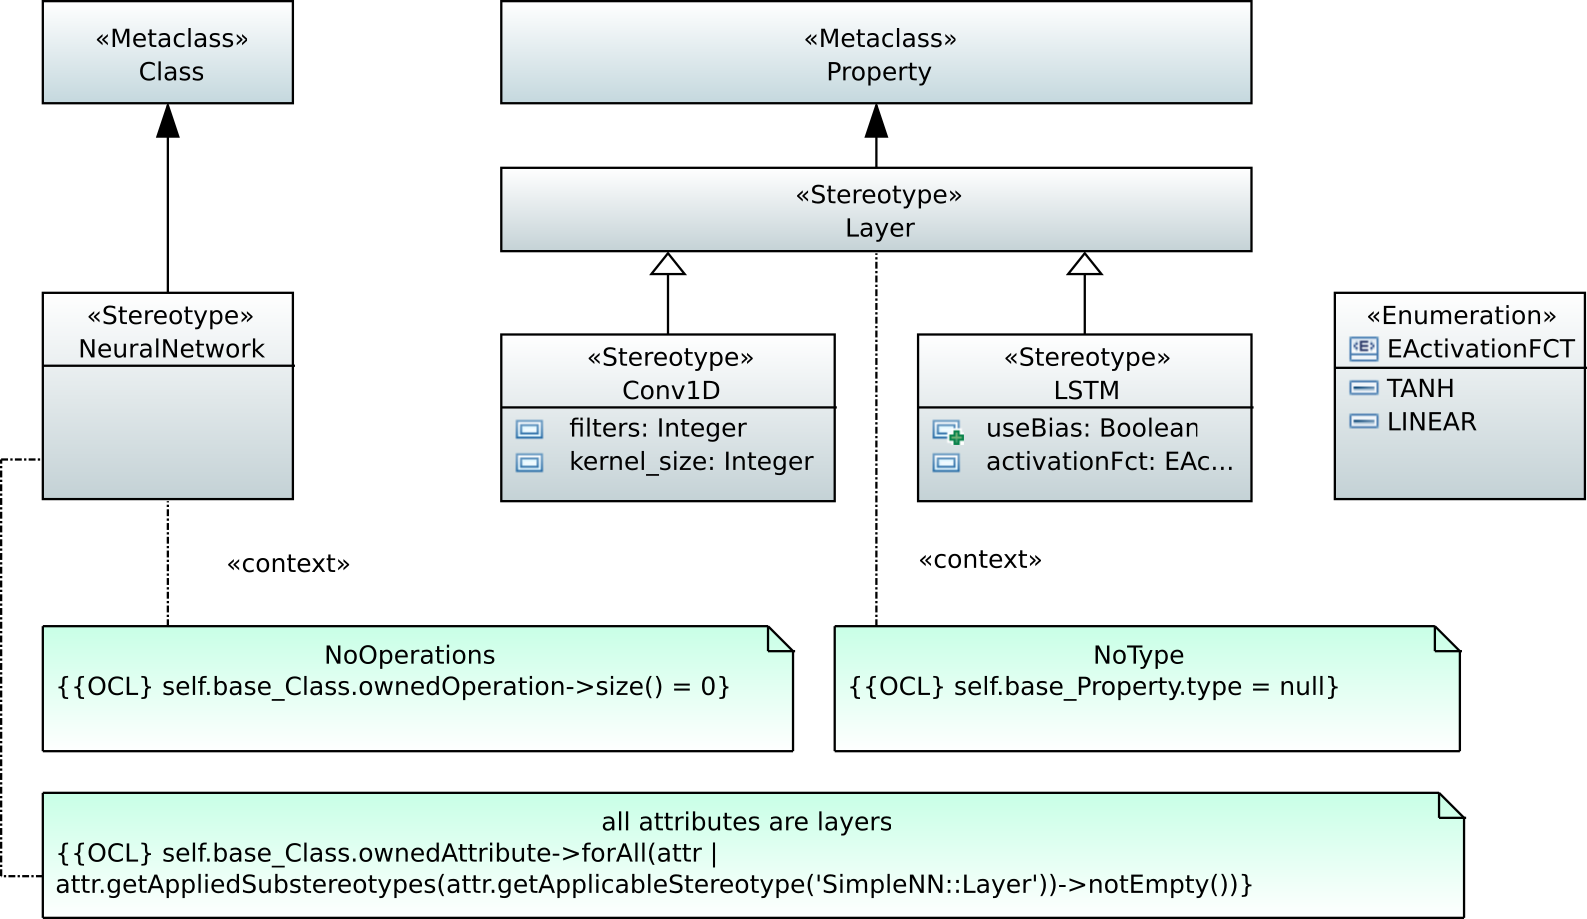 «Metaclass»
Class
«Metaclass»
Property
«Stereotype»
Layer
«Stereotype»
NeuralNetwork
«Stereotype»
Conv1D
filters: Integer
kernel_size: Integer
«Stereotype»
LSTM
useBias: Boolean
activationFct: EAc...
«Enumeration»
<E> EActivationFCT
TANH
LINEAR
«context»
«context»
NoOperations
{{OCL} self.base_Class.ownedOperation->size() = 0}
NoType
{{OCL} self.base_Property.type = null}
all attributes are layers
{{OCL} self.base_Class.ownedAttribute->forAll(attr |
attr.getAppliedSubstereotypes(attr.getApplicableStereotype('SimpleNN::Layer'))->notEmpty())}